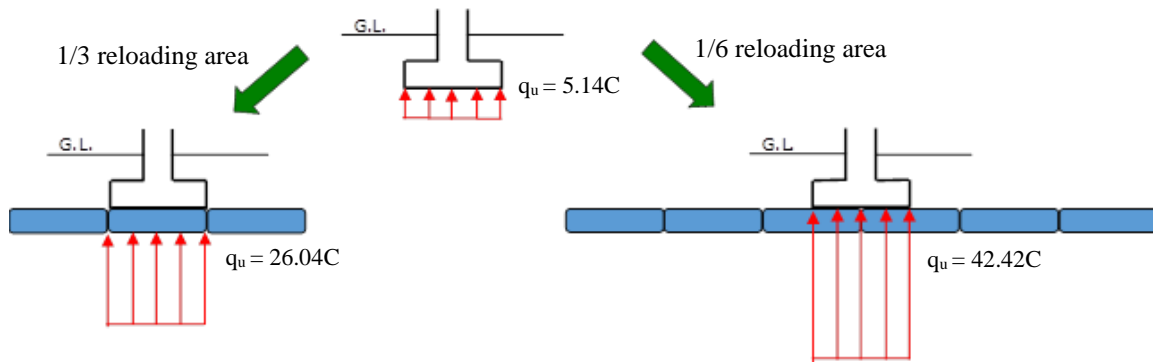 G.L.
1/3 reloading area
1/6 reloading area
qu = 5.14C
G.L.
G.L
qu = 26.04C
qu = 42.42C